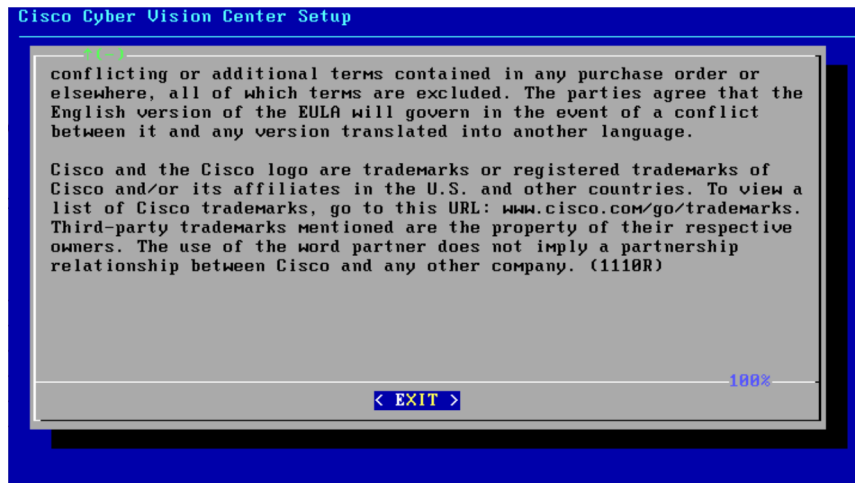 Cisco Cyber Vision Center Setup
↑(-)
conflicting or additional terms contained in any purchase order or
elsewhere, all of which terms are excluded. The parties agree that the
English version of the EULA will govern in the event of a conflict
between it and any version translated into another language.
Cisco and the Cisco logo are trademarks or registered trademarks of
Cisco and/or its affiliates in the U.S. and other countries. To view a
list of Cisco trademarks, go to this URL: www.cisco.com/go/trademarks.
Third-party trademarks mentioned are the property of their respective
owners. The use of the word partner does not imply a partnership
relationship between Cisco and any other company. (1110R)
100%
< EXIT >